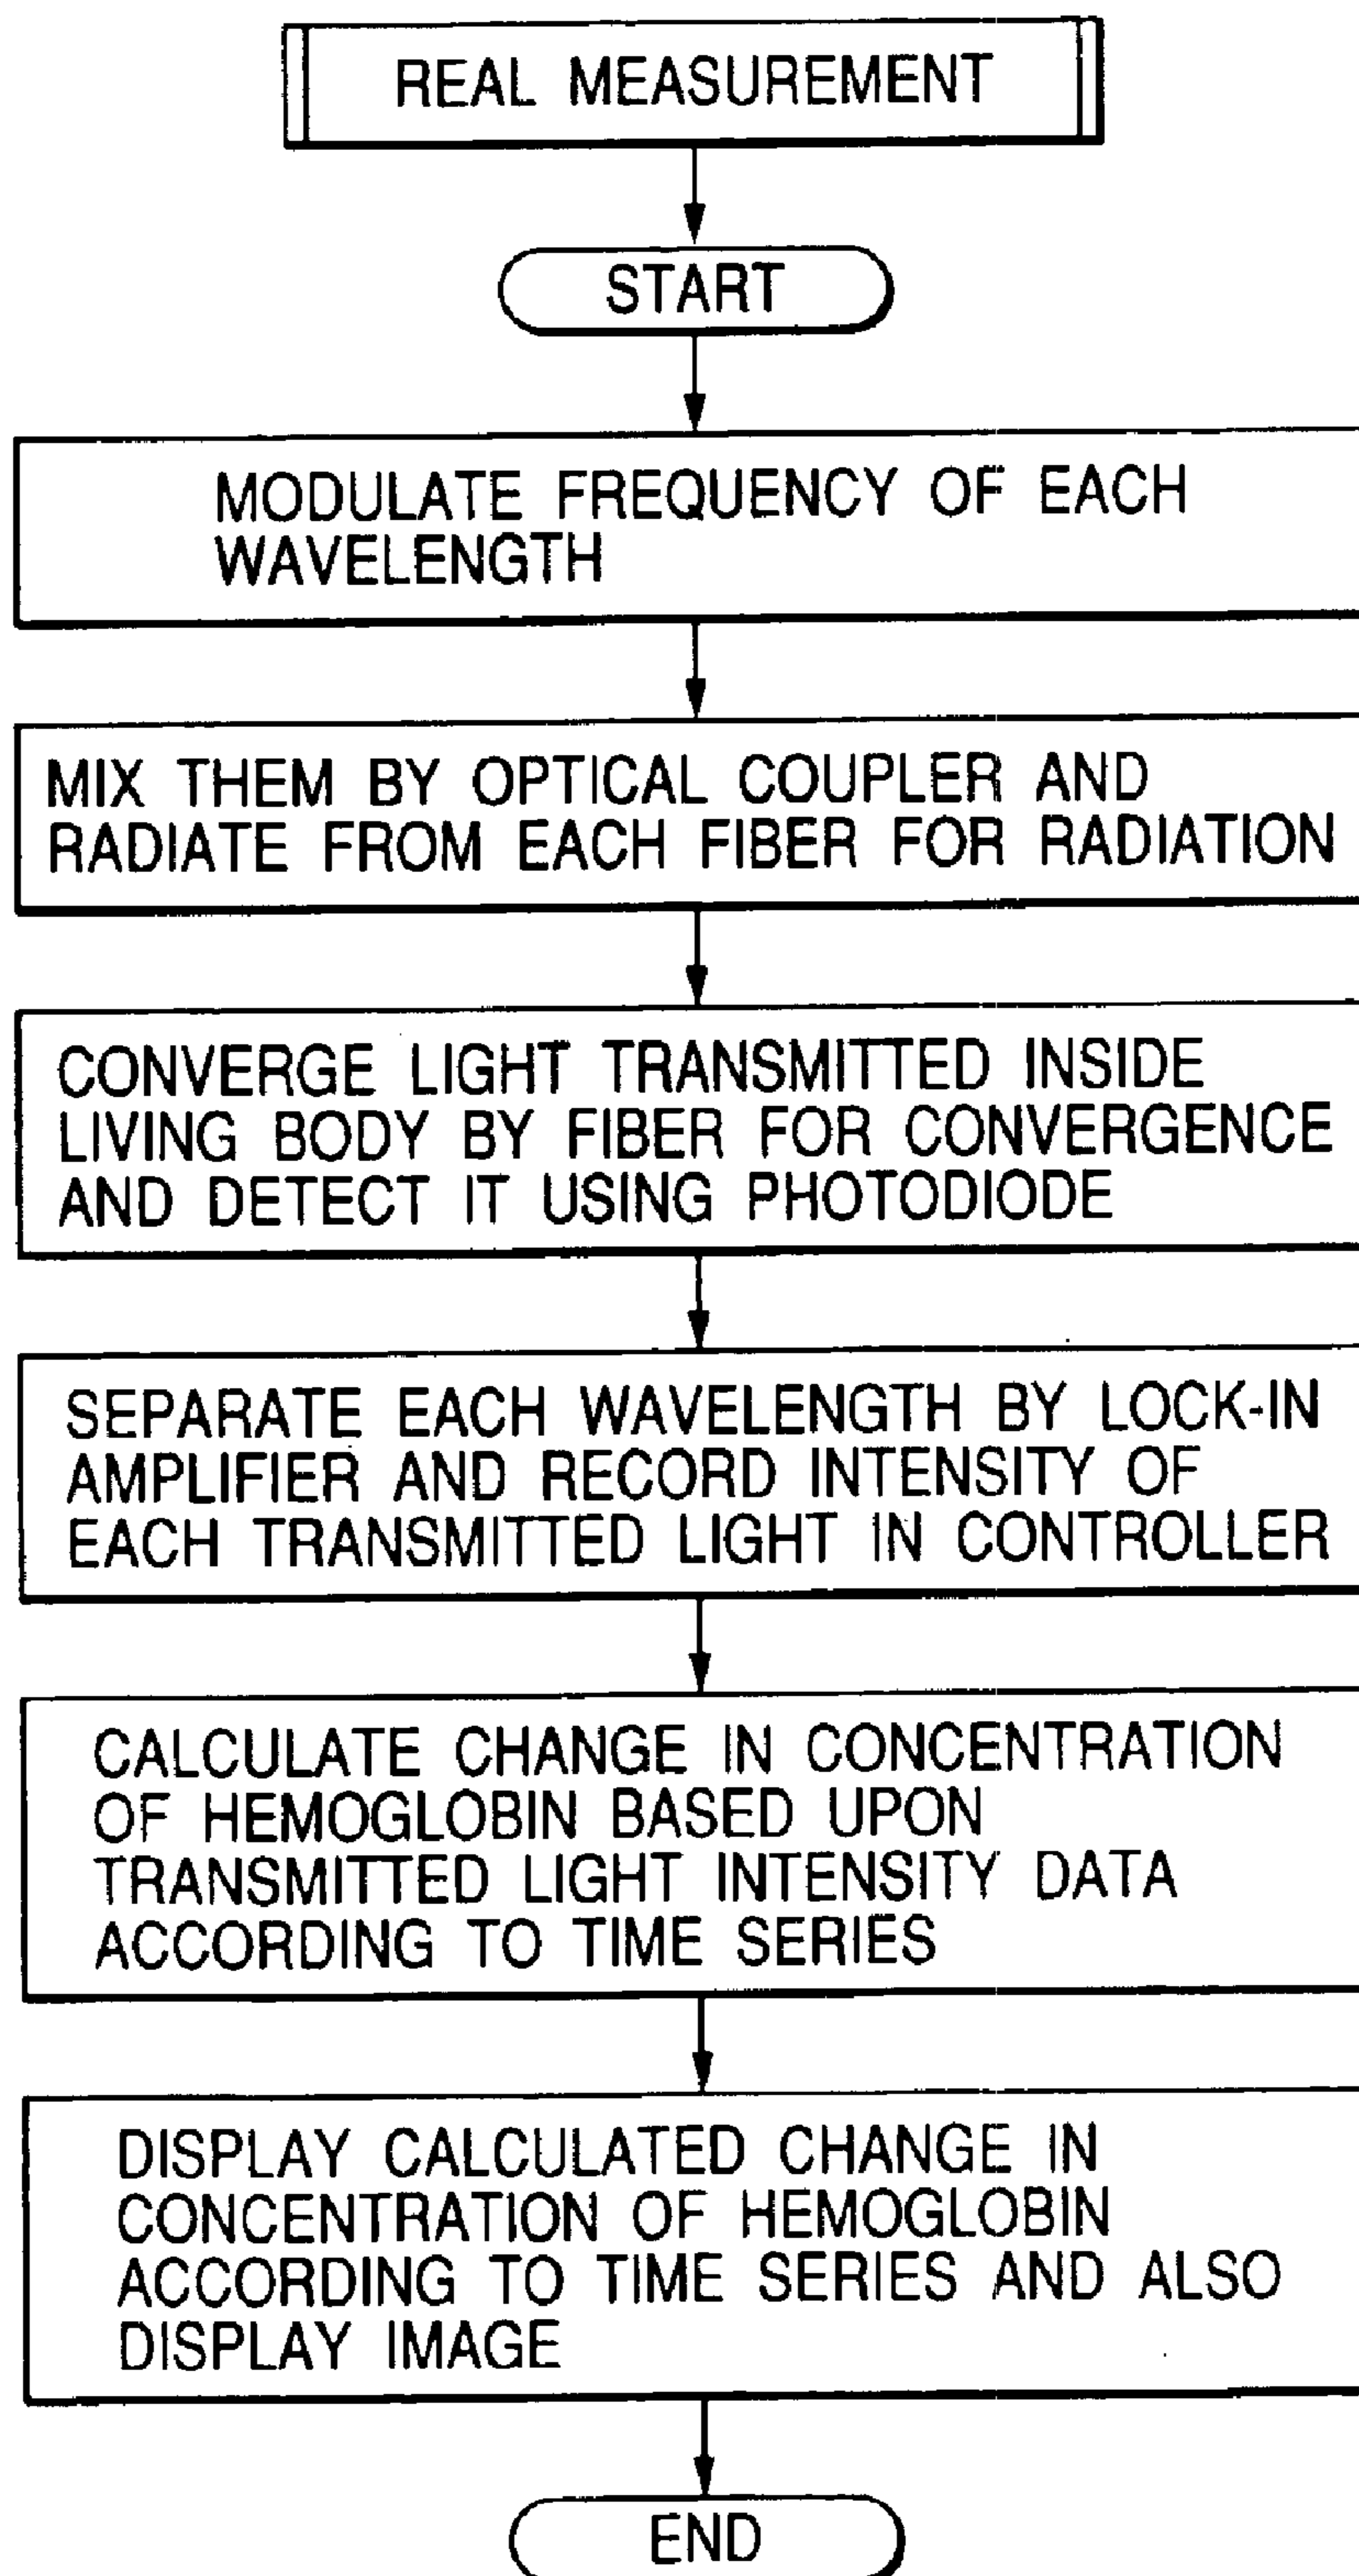 REAL MEASUREMENT
START
MODULATE FREQUENCY OF EACH
WAVELENGTH
MIX THEM BY OPTICAL COUPLER AND
RADIATE FROM EACH FIBER FOR RADIATION
CONVERGE LIGHT TRANSMITTED INSIDE
LIVING BODY BY FIBER FOR CONVERGENCE
AND DETECT IT USING PHOTODIODE
SEPARATE EACH WAVELENGTH BY LOCK-IN
AMPLIFIER AND RECORD INTENSITY OF
EACH TRANSMITTED LIGHT IN CONTROLLER
CALCULATE CHANGE IN CONCENTRATION
OF HEMOGLOBIN BASED UPON
TRANSMITTED LIGHT INTENSITY DATA
ACCORDING TO TIME SERIES
DISPLAY CALCULATED CHANGE IN
CONCENTRATION OF HEMOGLOBIN
ACCORDING TO TIME SERIES AND ALSO
DISPLAY IMAGE
END